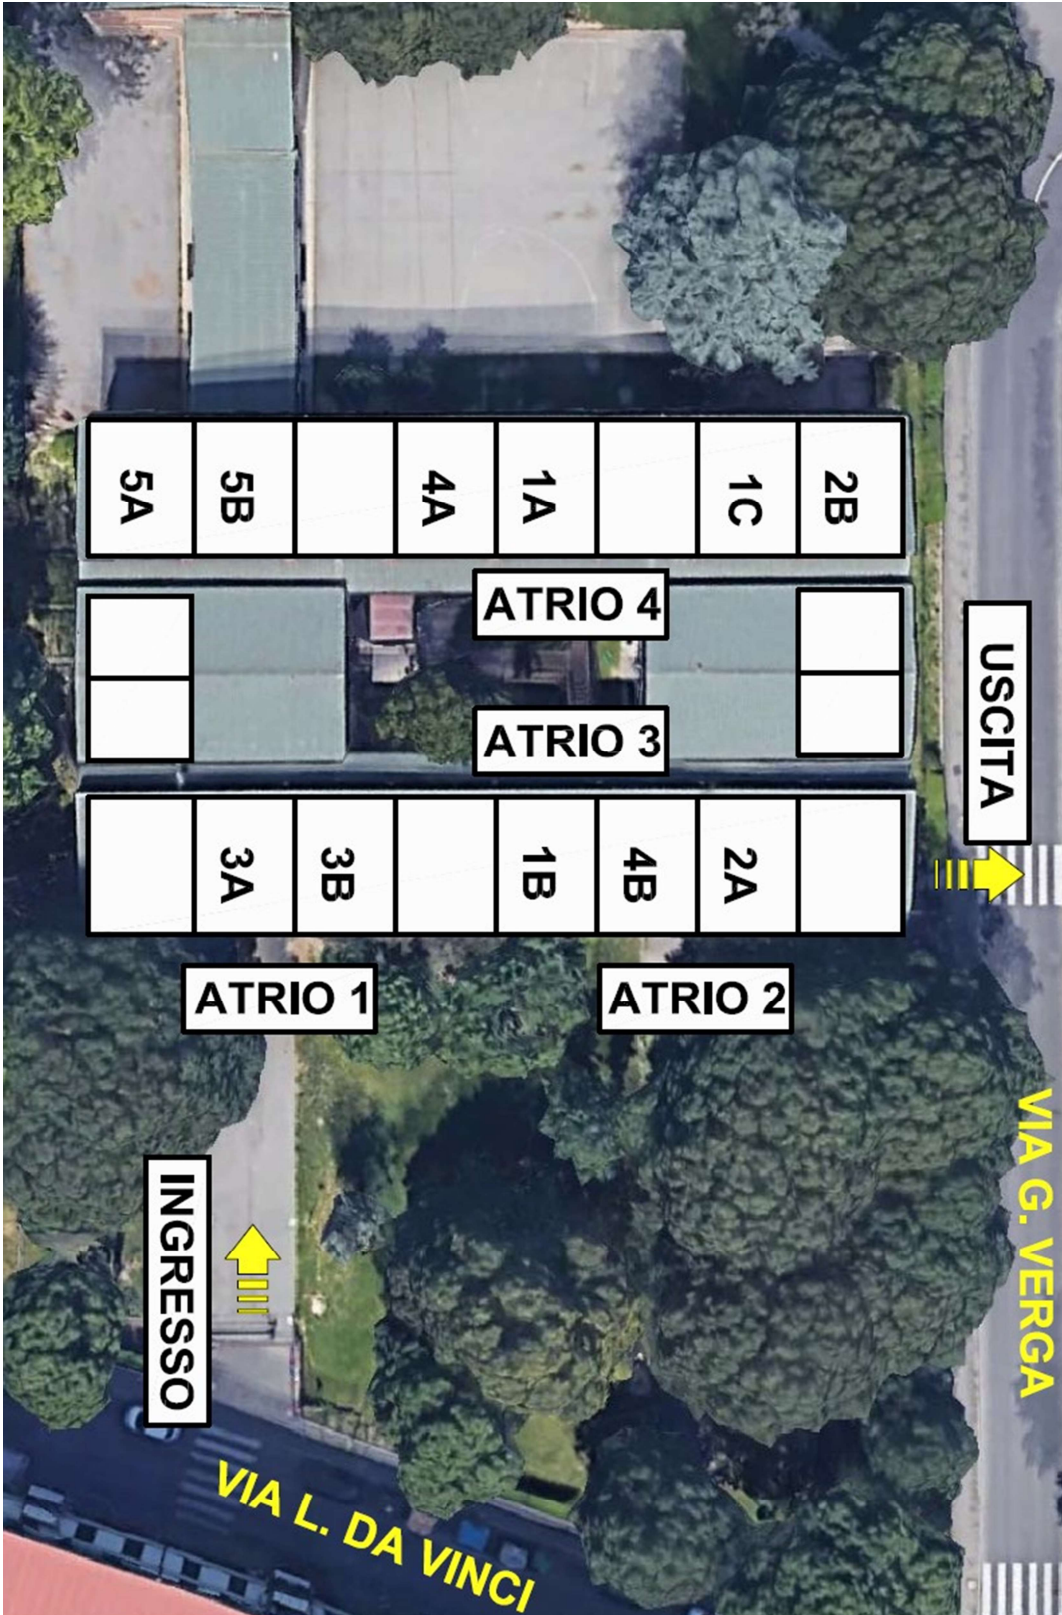 5A
5B
4A
1A
1C
2B
ATRIO 4
ATRIO 3
USCITA
3A
3B
1B
4B
2A
ATRIO 1
ATRIO 2
INGRESSO
VIA G. VERGA
VIA L. DA VINCI